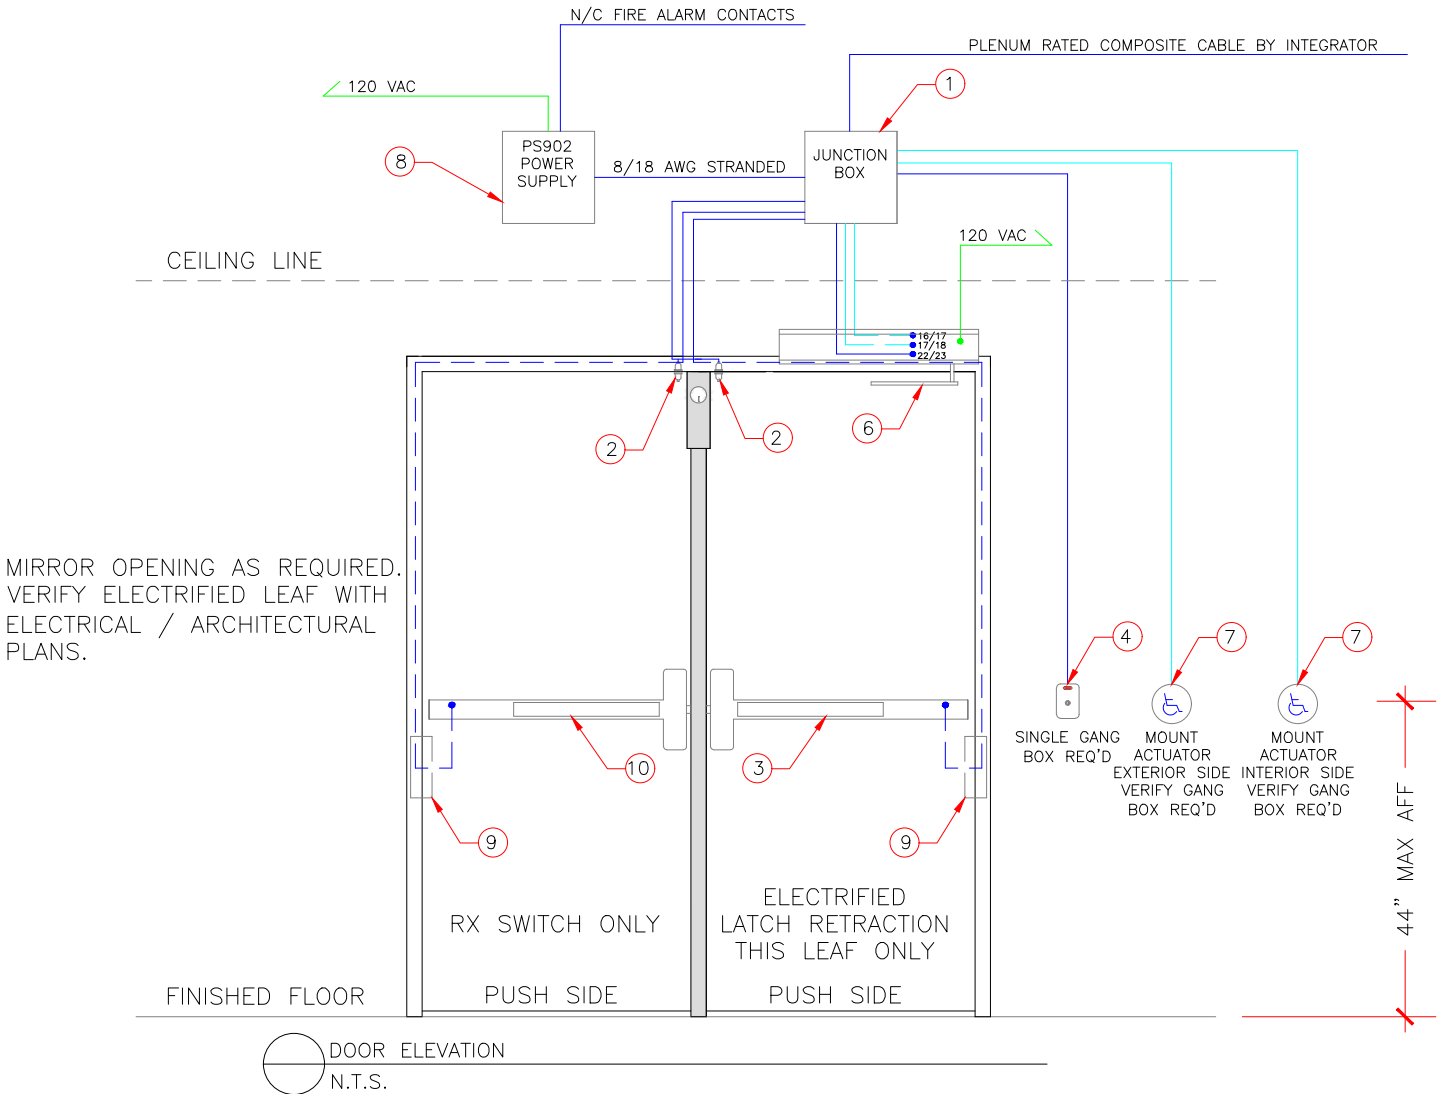 N/C FIRE ALARM CONTACTS
PLENUM RATED COMPOSITE CABLE BY INTEGRATOR
120 VAC
1
PS902
POWER
SUPPLY
8
8/18 AWG STRANDED
JUNCTION
BOX
120 VAC
CEILING LINE
16/17
17/18
22/23
2
2
6
MIRROR OPENING AS REQUIRED.
VERIFY ELECTRIFIED LEAF WITH
ELECTRICAL / ARCHITECTURAL
PLANS.
4
7
7
SINGLE GANG
BOX REQ'D
MOUNT
ACTUATOR
EXTERIOR SIDE
VERIFY GANG
BOX REQ'D
MOUNT
ACTUATOR
INTERIOR SIDE
VERIFY GANG
BOX REQ'D
10
3
9
9
44" MAX AFF
RX SWITCH ONLY
ELECTRIFIED
LATCH RETRACTION
THIS LEAF ONLY
FINISHED FLOOR
PUSH SIDE
PUSH SIDE
DOOR ELEVATION
N.T.S.